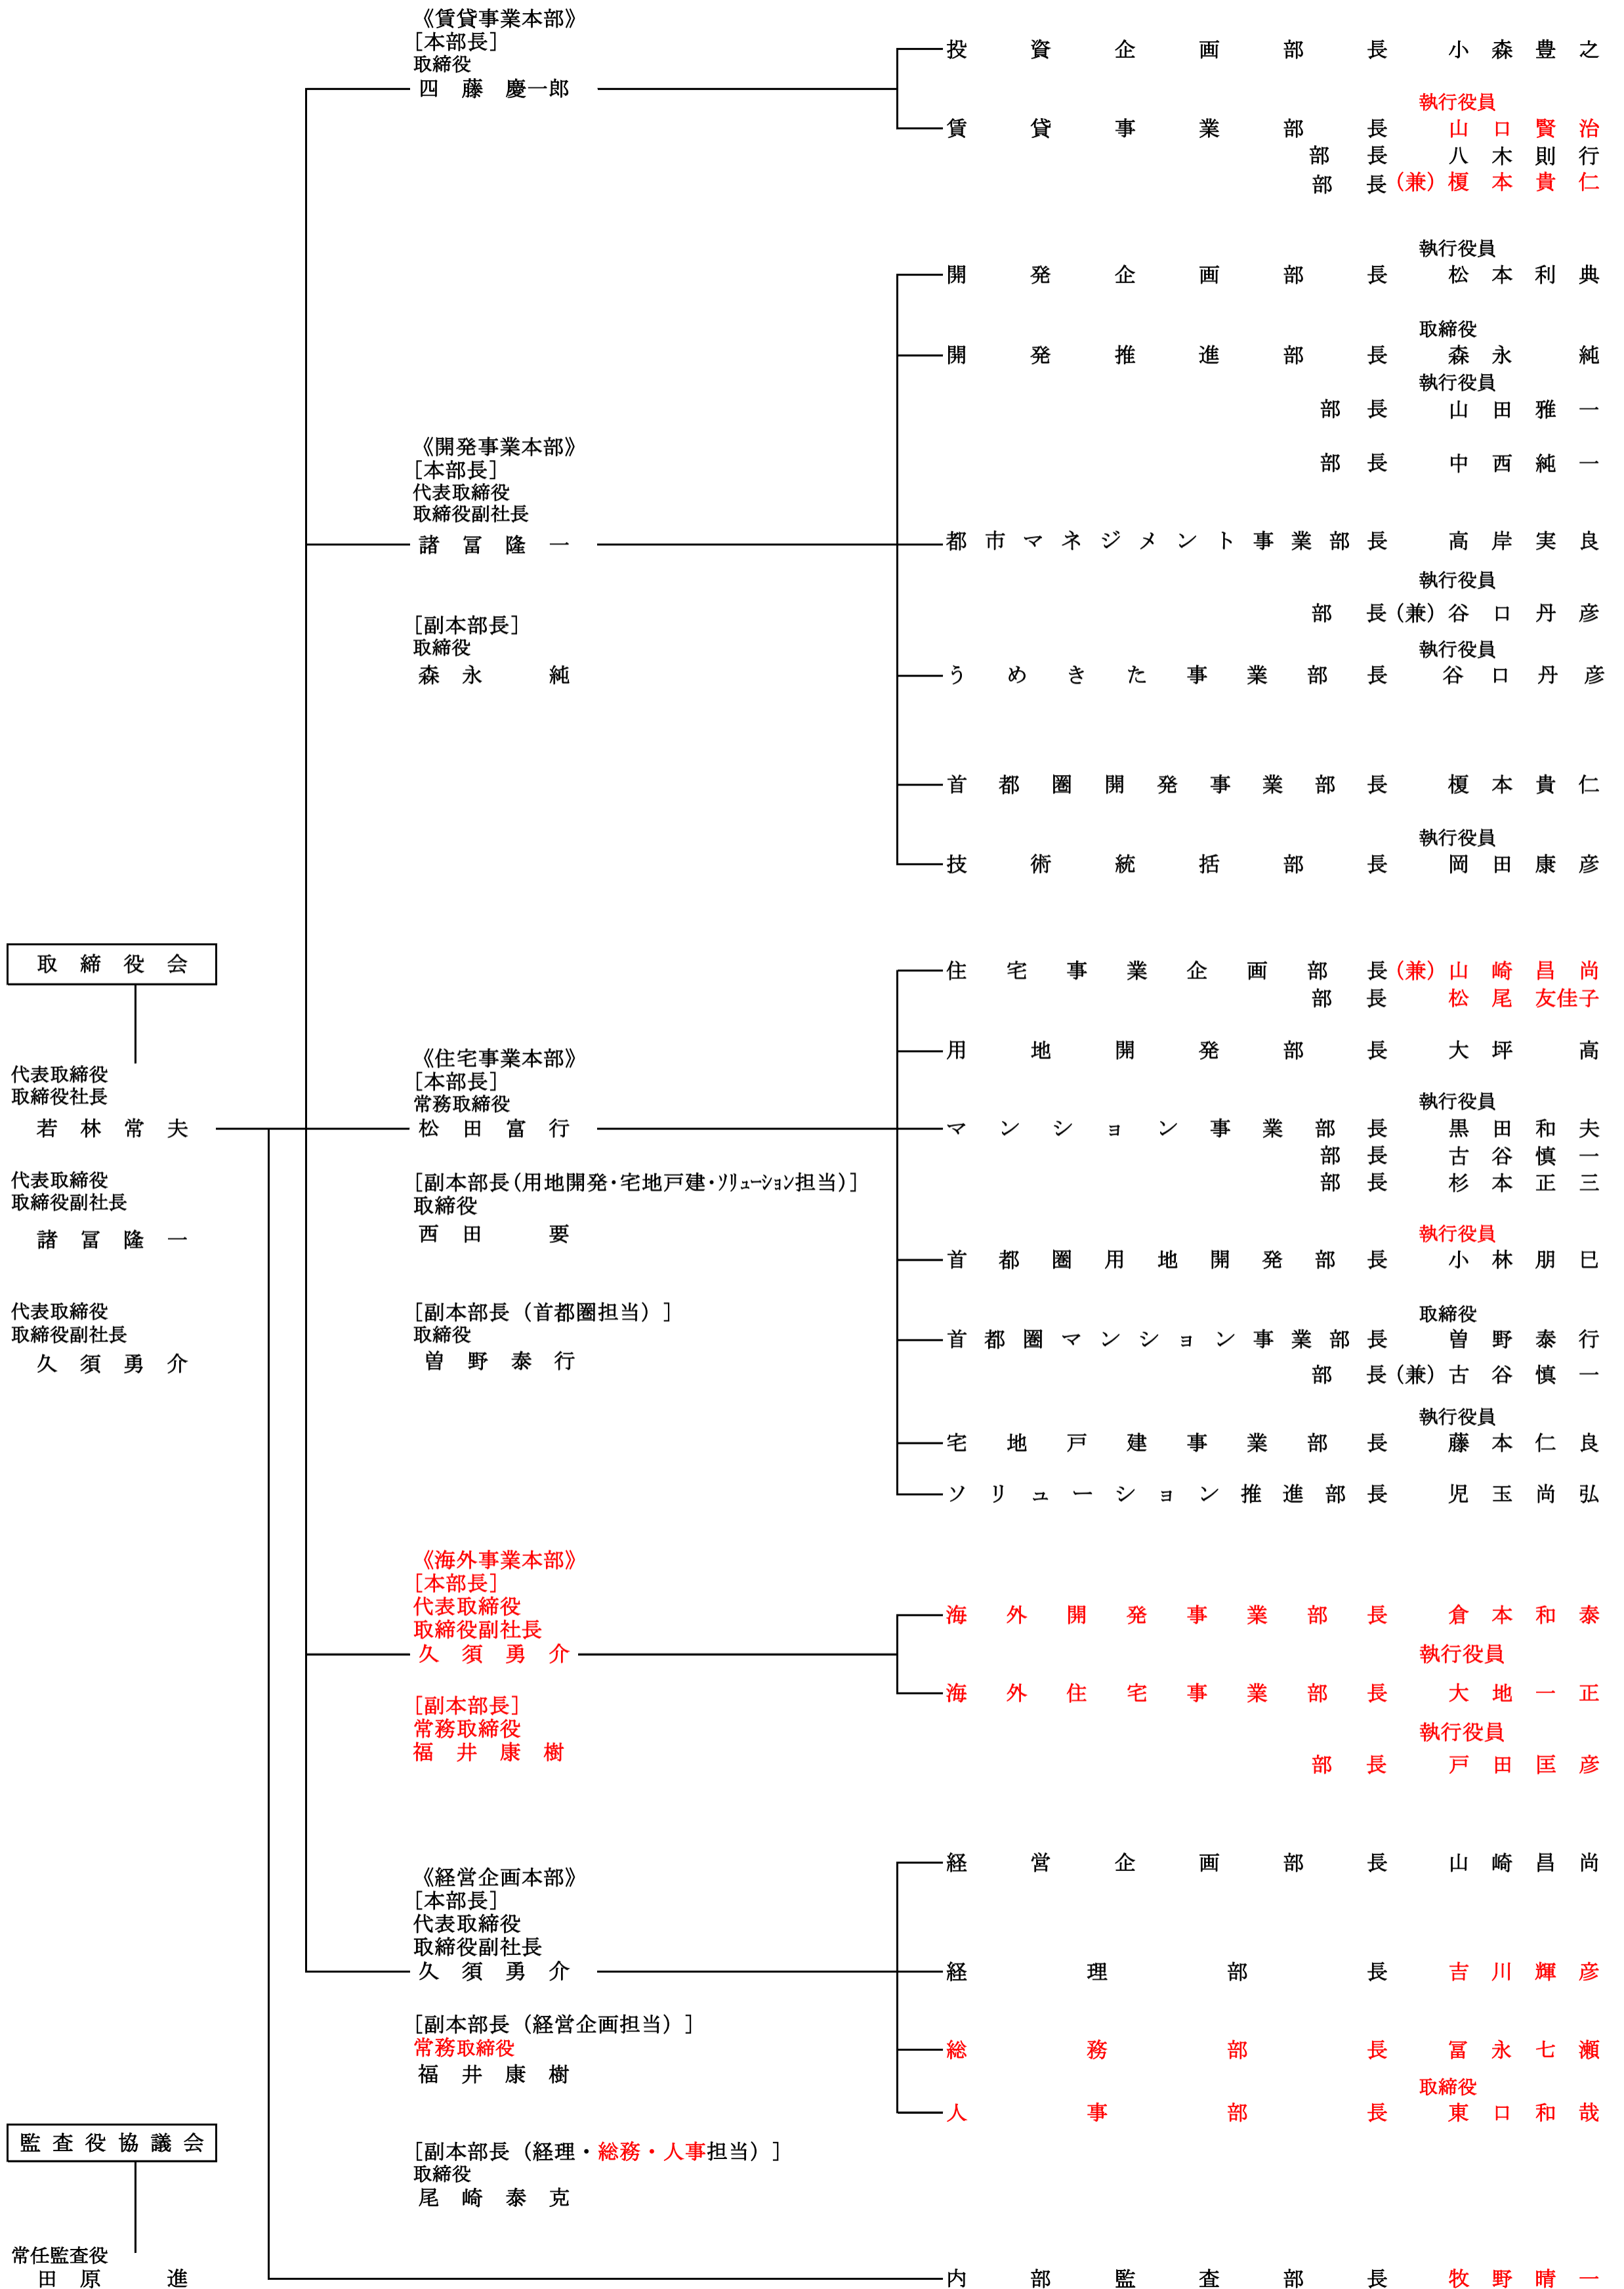 取締役会
代表取締役
取締役社長
若林常夫
代表取締役
取締役副社長
諸冨隆一
代表取締役
取締役副社長
久須勇介
監査役協議会
常任監査役
田原　進
《賃貸事業本部》
［本部長］
取締役
四藤慶一郎
投資企画部長　小森豊之
執行役員
賃貸事業部長　山口賢治
部長　八木則行
部長（兼）榎本貴仁
《開発事業本部》
［本部長］
代表取締役
取締役副社長
諸冨隆一
［副本部長］
取締役
森永　純
執行役員
開発企画部長　松本利典
取締役
開発推進部長　森永　純
執行役員
部長　山田雅一
部長　中西純一
都市マネジメント事業部長　高岸実良
執行役員
部長（兼）谷口丹彦
執行役員
うめきた事業部長　谷口丹彦
首都圏開発事業部長　榎本貴仁
執行役員
技術統括部長　岡田康彦
《住宅事業本部》
［本部長］
常務取締役
松田富行
［副本部長（用地開発・宅地戸建・ｿﾘｭｰｼｮﾝ担当）］
取締役
西田　要
［副本部長（首都圏担当）］
取締役
曽野泰行
住宅事業企画部長（兼）山崎昌尚
部長　松尾友佳子
用地開発部長　大坪　高
執行役員
マンション事業部長　黒田和夫
部長　古谷慎一
部長　杉本正三
執行役員
首都圏用地開発部長　小林朋巳
取締役
首都圏マンション事業部長　曽野泰行
部長（兼）古谷慎一
執行役員
宅地戸建事業部長　藤本仁良
ソリューション推進部長　児玉尚弘
《海外事業本部》
［本部長］
代表取締役
取締役副社長
久須勇介
［副本部長］
常務取締役
福井康樹
海外開発事業部長　倉本和泰
執行役員
海外住宅事業部長　大地一正
執行役員
部長　戸田匡彦
《経営企画本部》
［本部長］
代表取締役
取締役副社長
久須勇介
［副本部長（経営企画担当）］
常務取締役
福井康樹
［副本部長（経理・総務・人事担当）］
取締役
尾崎泰克
経営企画部長　山崎昌尚
経理部長　吉川輝彦
総務部長　冨永七瀬
取締役
人事部長　東口和哉
内部監査部長　牧野晴一